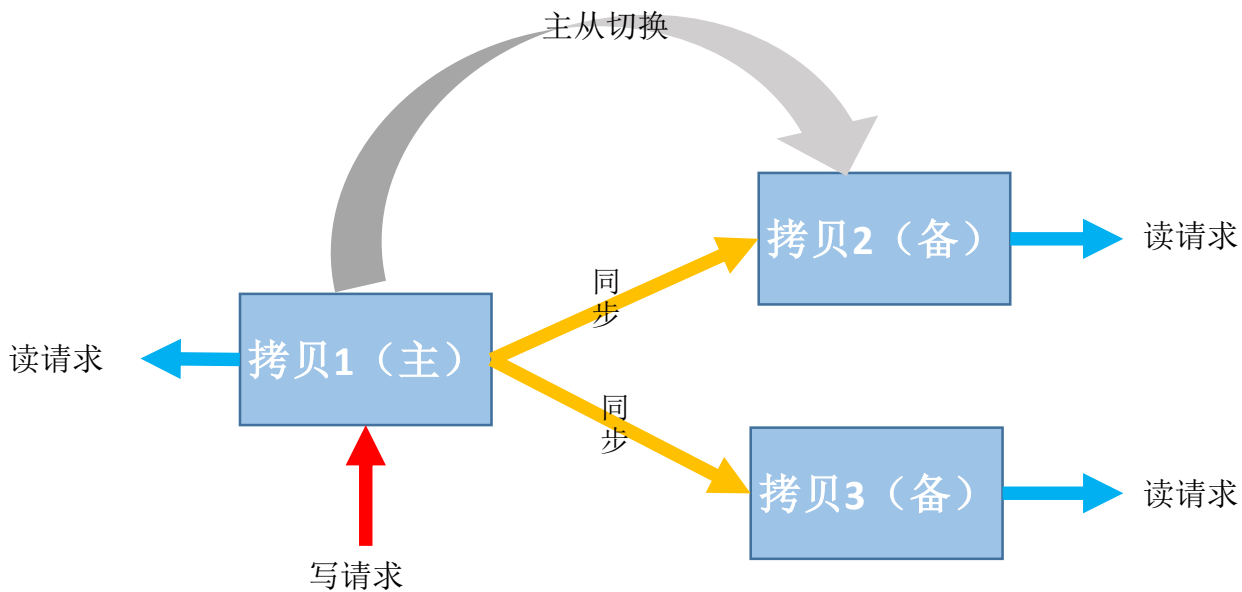 主从切换
拷贝2（备）
读请求
同
步
拷贝1（主）
读请求
同
步
拷贝3（备）
读请求
写请求